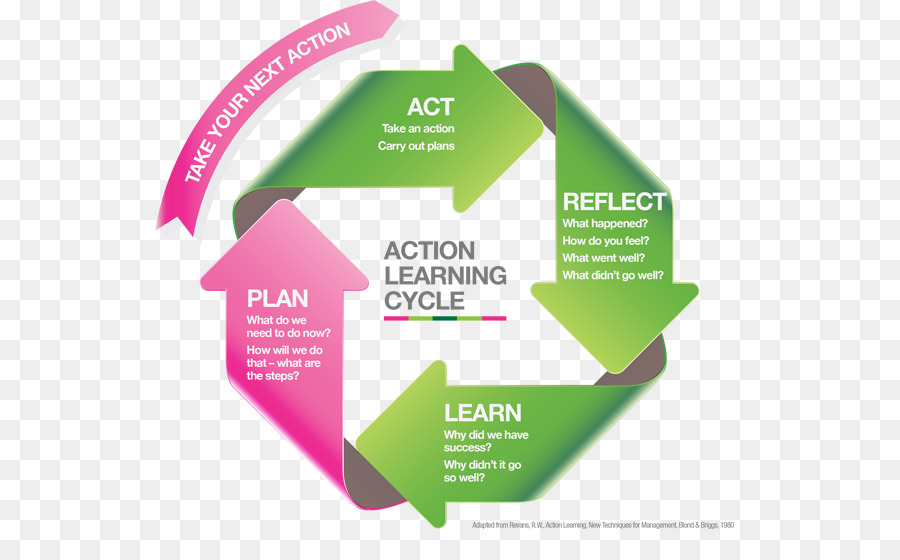 TAKE YOUR NEXT ACTION
ACT
Take an action
Carry out plans
REFLECT
What happened?
How do you feel?
What went well?
What didn't go well?
ACTION
LEARNING
CYCLE
PLAN
What do we
need to do now?
How will we do
that – what are
the steps?
LEARN
Why did we have
success?
Why didn't it go
so well?
Adapted from Revans, R.W., Action Learning, New Techniques for Management, Blond & Briggs, 1980